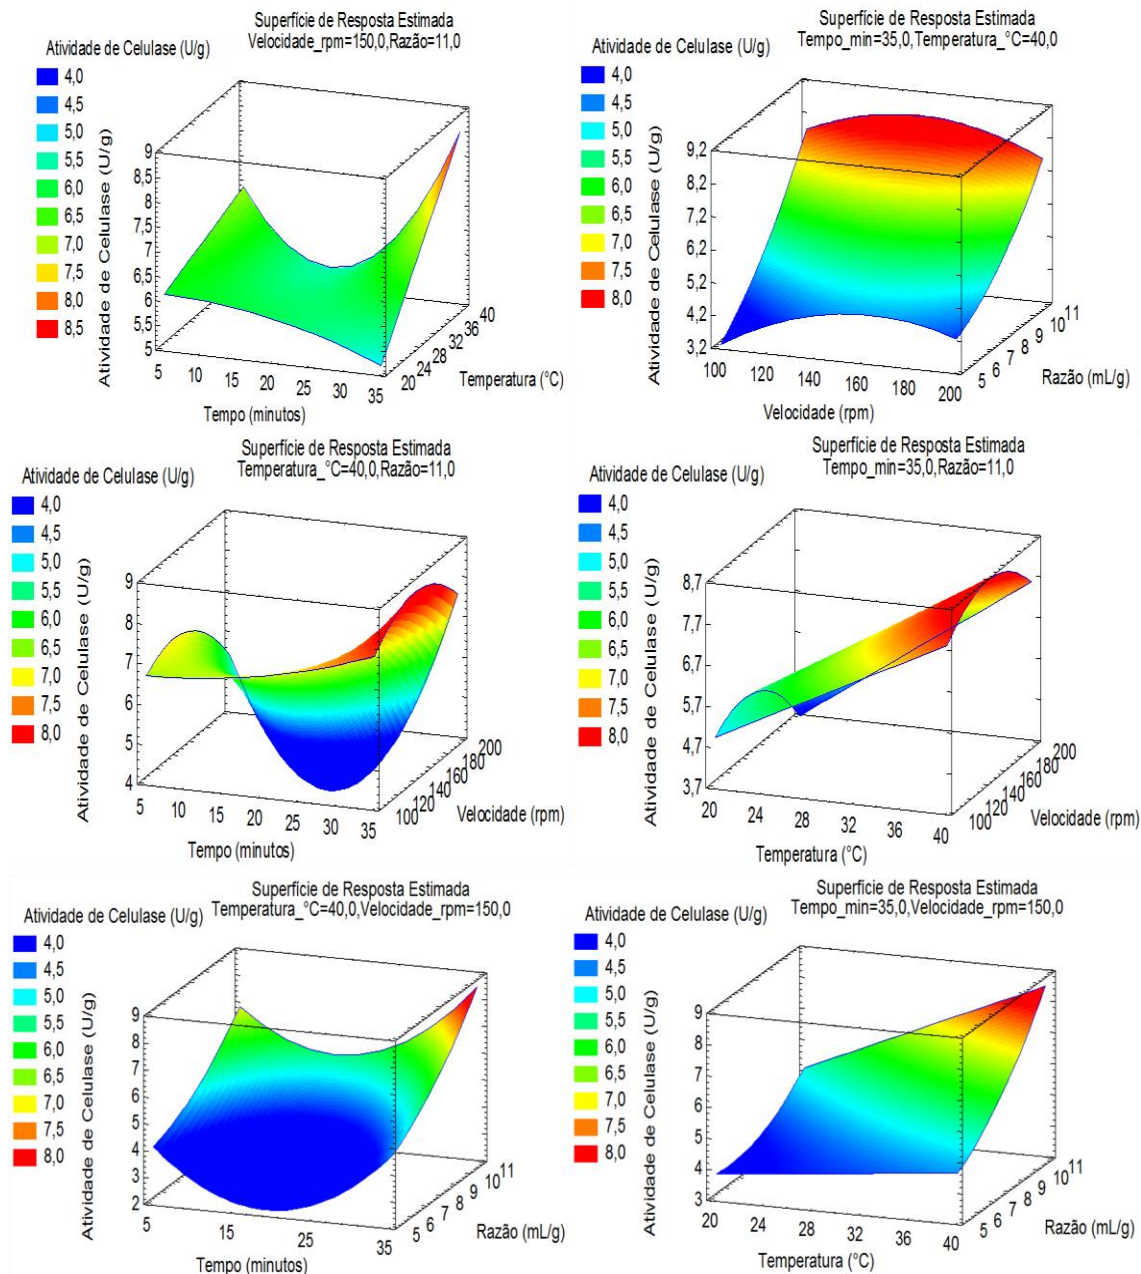 Superfície de Resposta Estimada
Velocidade_rpm=150,0,Razão=11,0
Atividade de Celulase (U/g)
4,0
4,5
5,0
5,5
6,0
6,5
7,0
7,5
8,0
8,5
Atividade de Celulase (U/g)
9
8,5
8
7,5
7
6,5
6
5,5
5
5 10 15 20 25 30 35
Tempo (minutos)
20 24 28 32 36 40
Temperatura (°C)
Superfície de Resposta Estimada
Tempo_min=35,0,Temperatura_°C=40,0
Atividade de Celulase (U/g)
4,0
4,5
5,0
5,5
6,0
6,5
7,0
7,5
8,0
Atividade de Celulase (U/g)
9,2
8,2
7,2
6,2
5,2
4,2
3,2
100 120 140 160 180 200
Velocidade (rpm)
5 6 7 8 9 10 11
Razão (mL/g)
Superfície de Resposta Estimada
Temperatura_°C=40,0,Razão=11,0
Atividade de Celulase (U/g)
4,0
4,5
5,0
5,5
6,0
6,5
7,0
7,5
8,0
Atividade de Celulase (U/g)
9
8
7
6
5
4
5 10 15 20 25 30 35
Tempo (minutos)
100 120 140 160 180 200
Velocidade (rpm)
Superfície de Resposta Estimada
Tempo_min=35,0,Razão=11,0
Atividade de Celulase (U/g)
4,0
4,5
5,0
5,5
6,0
6,5
7,0
7,5
8,0
Atividade de Celulase (U/g)
8,7
7,7
6,7
5,7
4,7
3,7
20 24 28 32 36 40
Temperatura (°C)
100 120 140 160 180 200
Velocidade (rpm)
Superfície de Resposta Estimada
Temperatura_°C=40,0,Velocidade_rpm=150,0
Atividade de Celulase (U/g)
4,0
4,5
5,0
5,5
6,0
6,5
7,0
7,5
8,0
Atividade de Celulase (U/g)
9
8
7
6
5
4
3
2
5 15 25 35
Tempo (minutos)
5 6 7 8 9 10 11
Razão (mL/g)
Superfície de Resposta Estimada
Tempo_min=35,0,Velocidade_rpm=150,0
Atividade de Celulase (U/g)
4,0
4,5
5,0
5,5
6,0
6,5
7,0
7,5
8,0
Atividade de Celulase (U/g)
9
8
7
6
5
4
3
20 24 28 32 36 40
Temperatura (°C)
5 6 7 8 9 10 11
Razão (mL/g)